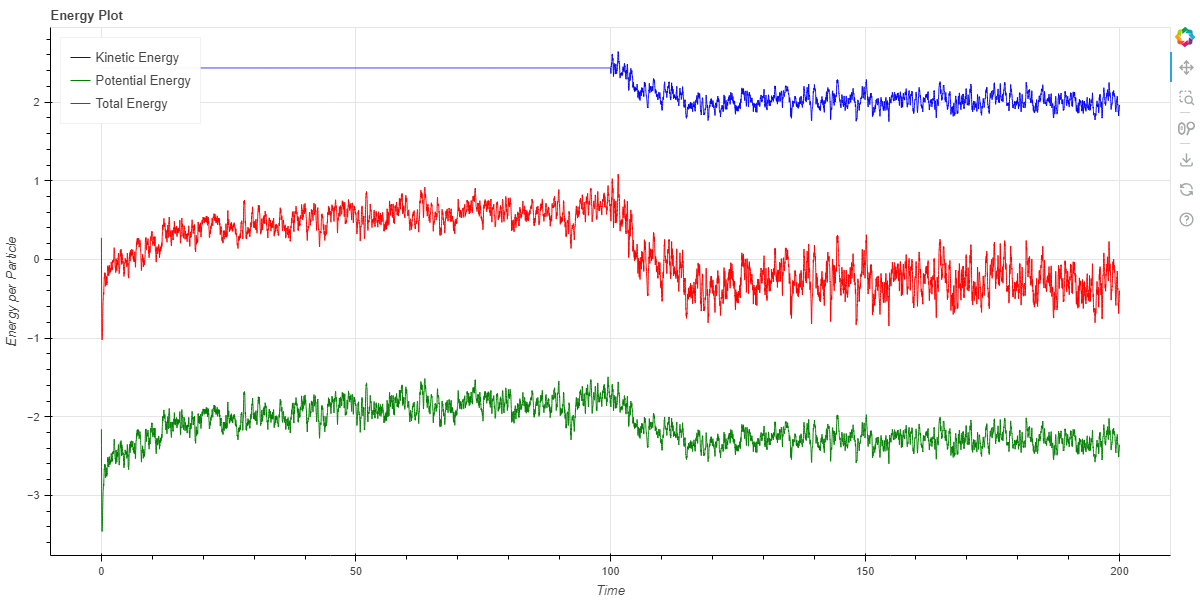 Energy Plot
Kinetic Energy
Potential Energy
Total Energy
2
1
0
−1
−2
−3
Energy per Particle
0 50 100 150 200
Time